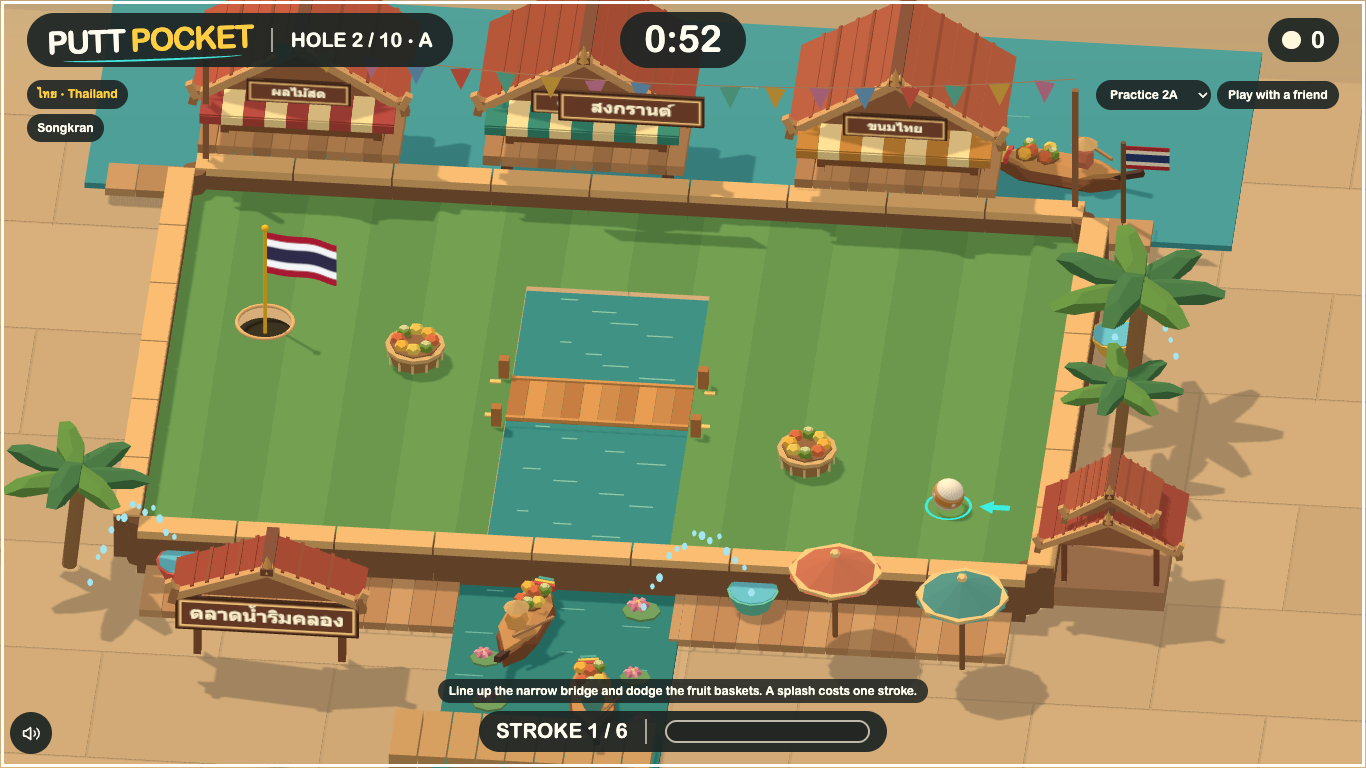 PUTT POCKET
HOLE 2 / 10 · A
0:52
0
ไทย · Thailand
Songkran
Practice 2A
Play with a friend
ผลไม้สด
สงกรานต์
ขนมไทย
ตลาดน้ำริมคลอง
Line up the narrow bridge and dodge the fruit baskets. A splash costs one stroke.
STROKE 1 / 6